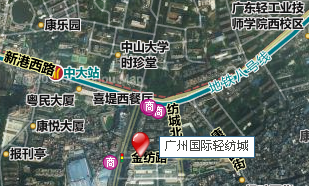 康乐园
中山大学
时珍堂
广东轻工业技
师学院西校区
新港西路
中大站
地铁八号线
粤民大厦
喜堤西餐厅
商
商
纺城北
康悦大厦
报刊亭
商
金纺路
广州国际轻纺城